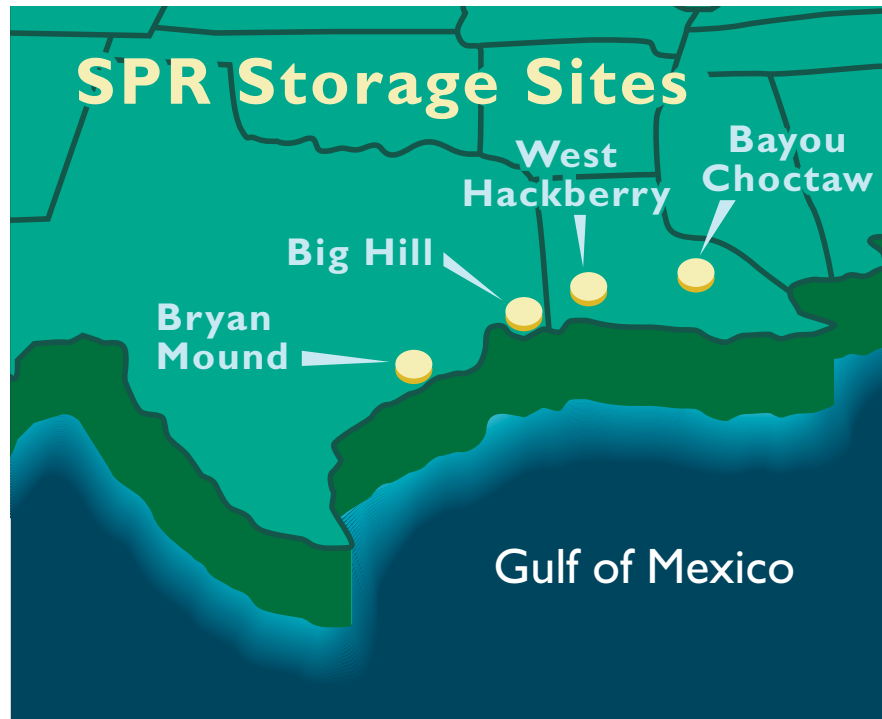 SPR Storage Sites
Bayou
Choctaw
West
Hackberry
Big Hill
Bryan
Mound
Gulf of Mexico